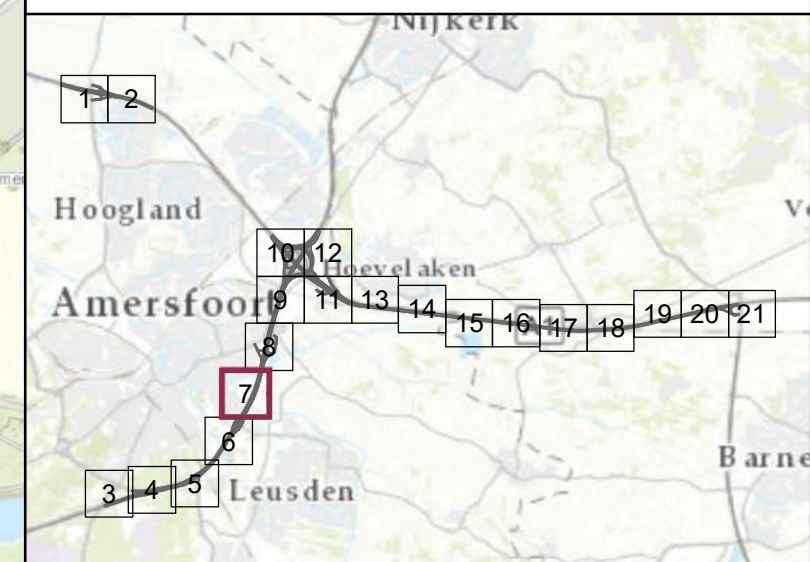 Nijkerk
1 2
Hoogland
10 12
Hoevelaken
Amersfoort
9 11 13 14 15 16 17 18 19 20 21
8
7
6
Barne
3 4 5 Leusden